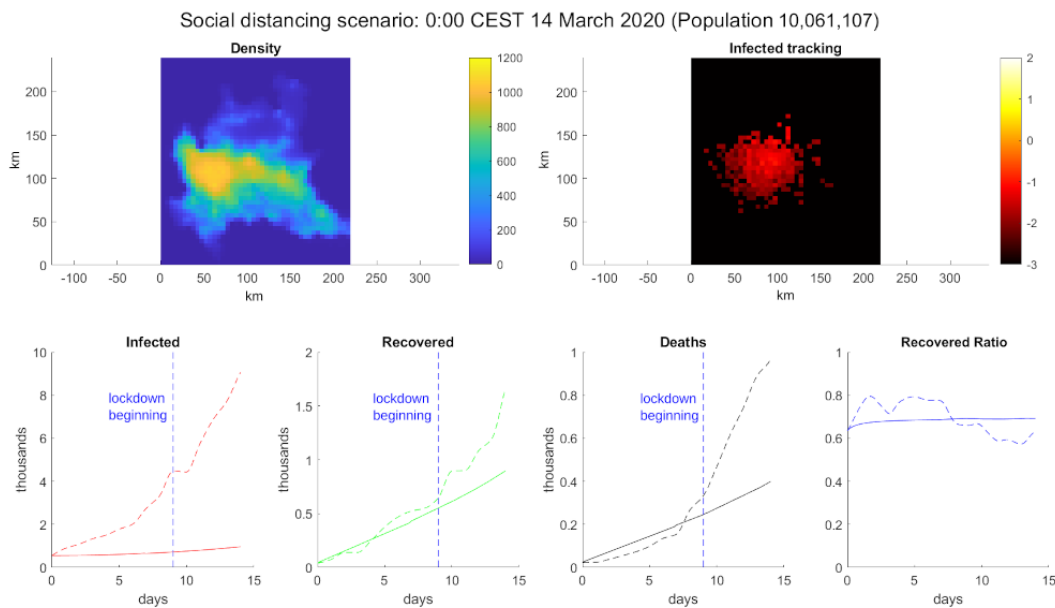 Social distancing scenario: 0:00 CEST 14 March 2020 (Population 10,061,107)
Density
km
200
150
100
50
0
-100 -50 0 50 100 150 200 250 300
km
1200
1000
800
600
400
200
0
Infected tracking
km
200
150
100
50
0
-100 -50 0 50 100 150 200 250 300
km
2
1
0
-1
-2
-3
Infected
thousands
10
8
6
4
2
0
lockdown
beginning
0 5 10 15
days
Recovered
thousands
2
1.5
1
0.5
0
lockdown
beginning
0 5 10 15
days
Deaths
thousands
1
0.8
0.6
0.4
0.2
0
lockdown
beginning
0 5 10 15
days
Recovered Ratio
1
0.8
0.6
0.4
0.2
0
0 5 10 15
days